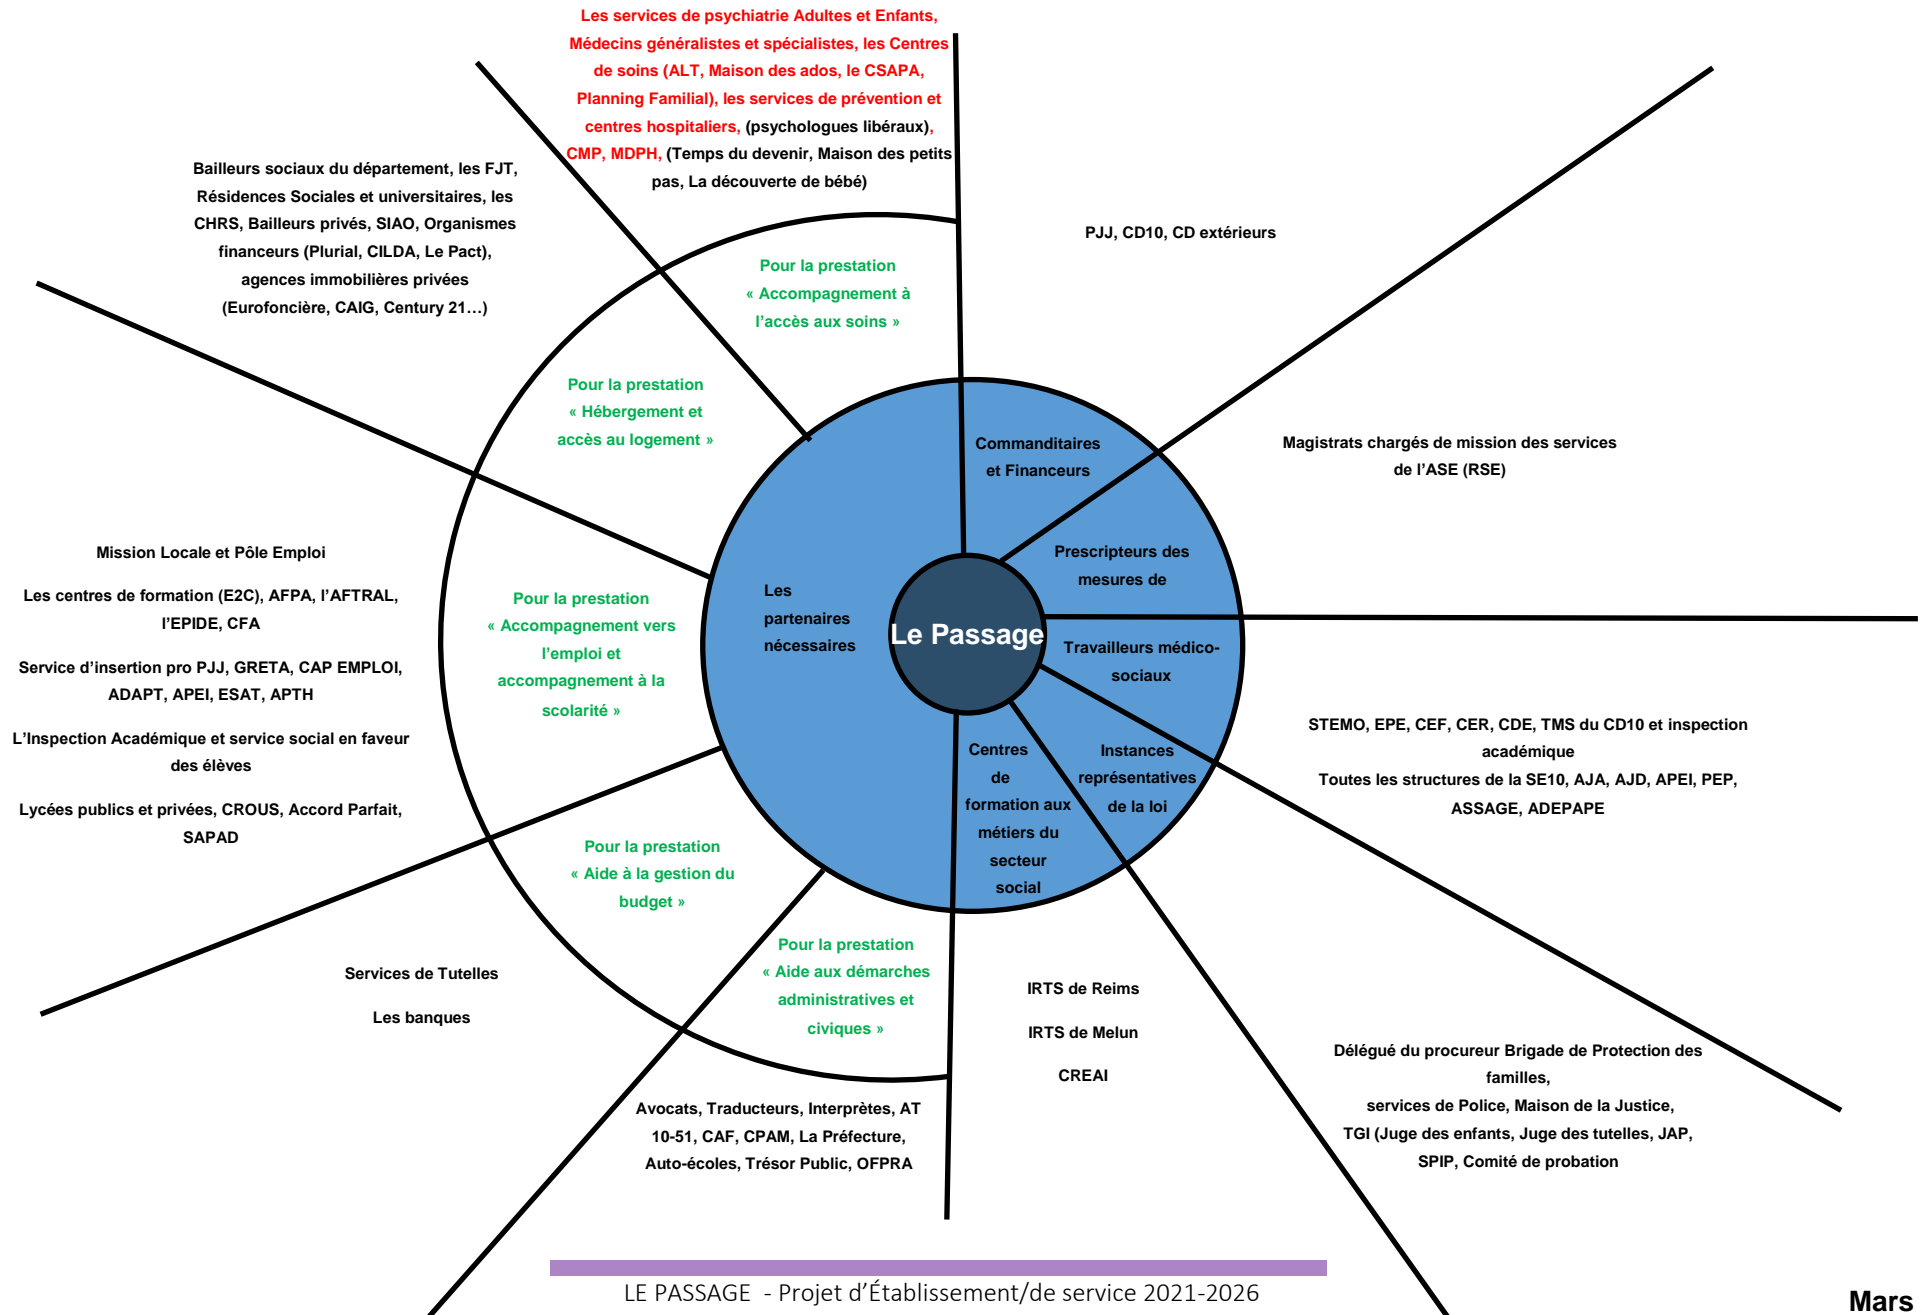 Les services de psychiatrie Adultes et Enfants,
Médecins généralistes et spécialistes, les Centres
de soins (ALT, Maison des ados, le CSAPA,
Planning Familial), les services de prévention et
centres hospitaliers, (psychologues libéraux),
CMP, MDPH, (Temps du devenir, Maison des petits
pas, La découverte de bébé)
Bailleurs sociaux du département, les FJT,
Résidences Sociales et universitaires, les
CHRS, Bailleurs privés, SIAO, Organismes
financeurs (Plurial, CILDA, Le Pact),
agences immobilières privées
(Eurofoncière, CAIG, Century 21…)
PJJ, CD10, CD extérieurs
Pour la prestation
« Accompagnement à
l’accès aux soins »
Pour la prestation
« Hébergement et
accès au logement »
Commanditaires
et Financeurs
Magistrats chargés de mission des services
de l’ASE (RSE)
Mission Locale et Pôle Emploi
Les centres de formation (E2C), AFPA, l’AFTRAL,
l’EPIDE, CFA
Service d’insertion pro PJJ, GRETA, CAP EMPLOI,
ADAPT, APEI, ESAT, APTH
L’Inspection Académique et service social en faveur
des élèves
Lycées publics et privées, CROUS, Accord Parfait,
SAPAD
Pour la prestation
« Accompagnement vers
l’emploi et
accompagnement à la
scolarité »
Les
partenaires
nécessaires
Le Passage
Prescripteurs des
mesures de
Travailleurs médico-
sociaux
Instances
représentatives
de la loi
Centres
de
formation aux
métiers du
secteur
social
STEMO, EPE, CEF, CER, CDE, TMS du CD10 et inspection
académique
Toutes les structures de la SE10, AJA, AJD, APEI, PEP,
ASSAGE, ADEPAPE
Pour la prestation
« Aide à la gestion du
budget »
Pour la prestation
« Aide aux démarches
administratives et
civiques »
Services de Tutelles
Les banques
IRTS de Reims
IRTS de Melun
CREAI
Délégué du procureur Brigade de Protection des
familles,
services de Police, Maison de la Justice,
TGI (Juge des enfants, Juge des tutelles, JAP,
SPIP, Comité de probation
Avocats, Traducteurs, Interprètes, AT
10-51, CAF, CPAM, La Préfecture,
Auto-écoles, Trésor Public, OFPRA
LE PASSAGE - Projet d’Établissement/de service 2021-2026
Mars